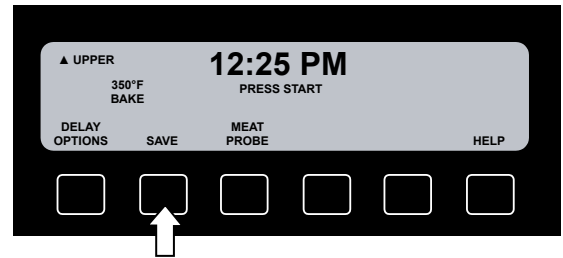 ▲ UPPER
12:25 PM
350°F
BAKE
PRESS START
DELAY
OPTIONS
SAVE
MEAT
PROBE
HELP